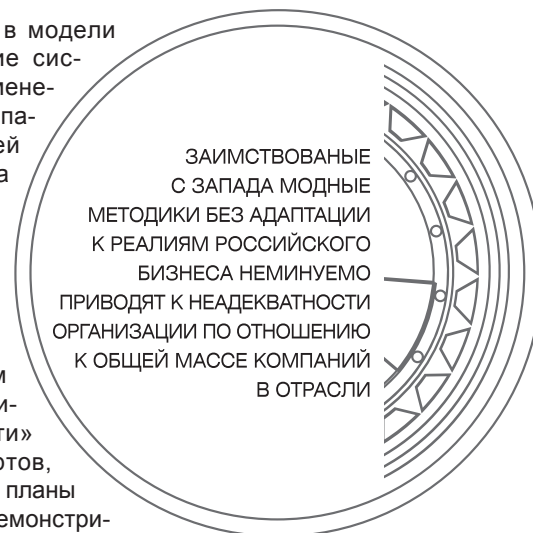 в модели
ие сис-
мене-
па-
ей
а
ЗАИМСТВОВАНЫЕ
С ЗАПАДА МОДНЫЕ
МЕТОДИКИ БЕЗ АДАПТАЦИИ
К РЕАЛИЯМ РОССИЙСКОГО
БИЗНЕСА НЕМИНУЕМО
ПРИВОДЯТ К НЕАДЕКВАТНОСТИ
ОРГАНИЗАЦИИ ПО ОТНОШЕНИЮ
К ОБЩЕЙ МАССЕ КОМПАНИЙ
В ОТРАСЛИ
м
и-
ти»
отов,
планы
емонстри-